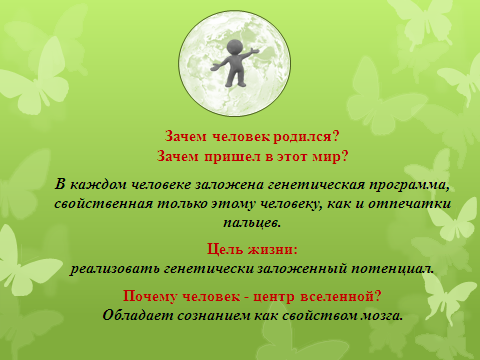 Зачем человек родился?
Зачем пришел в этот мир?
В каждом человеке заложена генетическая программа,
свойственная только этому человеку, как и отпечатки
пальцев.
Цель жизни:
реализовать генетически заложенный потенциал.
Почему человек - центр вселенной?
Обладает сознанием как свойством мозга.